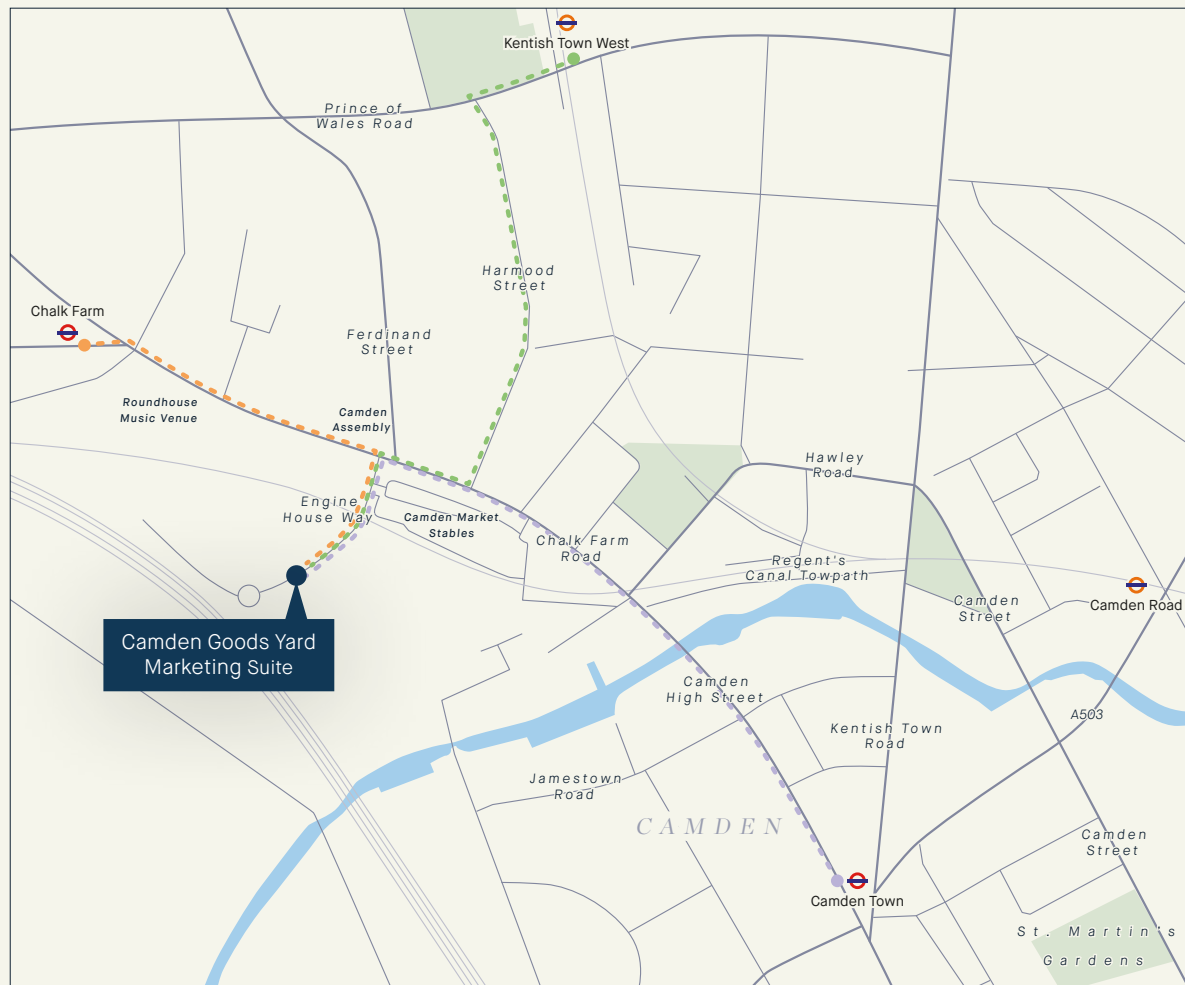 Kentish Town West
Prince of
Wales Road
Harmood
Street
Chalk Farm
Ferdinand
Street
Roundhouse
Music Venue
Camden
Assembly
Hawley
Road
Engine
House Way
Camden Market
Stables
Chalk Farm
Road
Regent's
Canal Towpath
Camden
Street
Camden Road
Camden Goods Yard
Marketing Suite
Camden
High Street
A503
Kentish Town
Road
Jamestown
Road
CAMDEN
Camden
Street
Camden Town
St. Martin's
Gardens